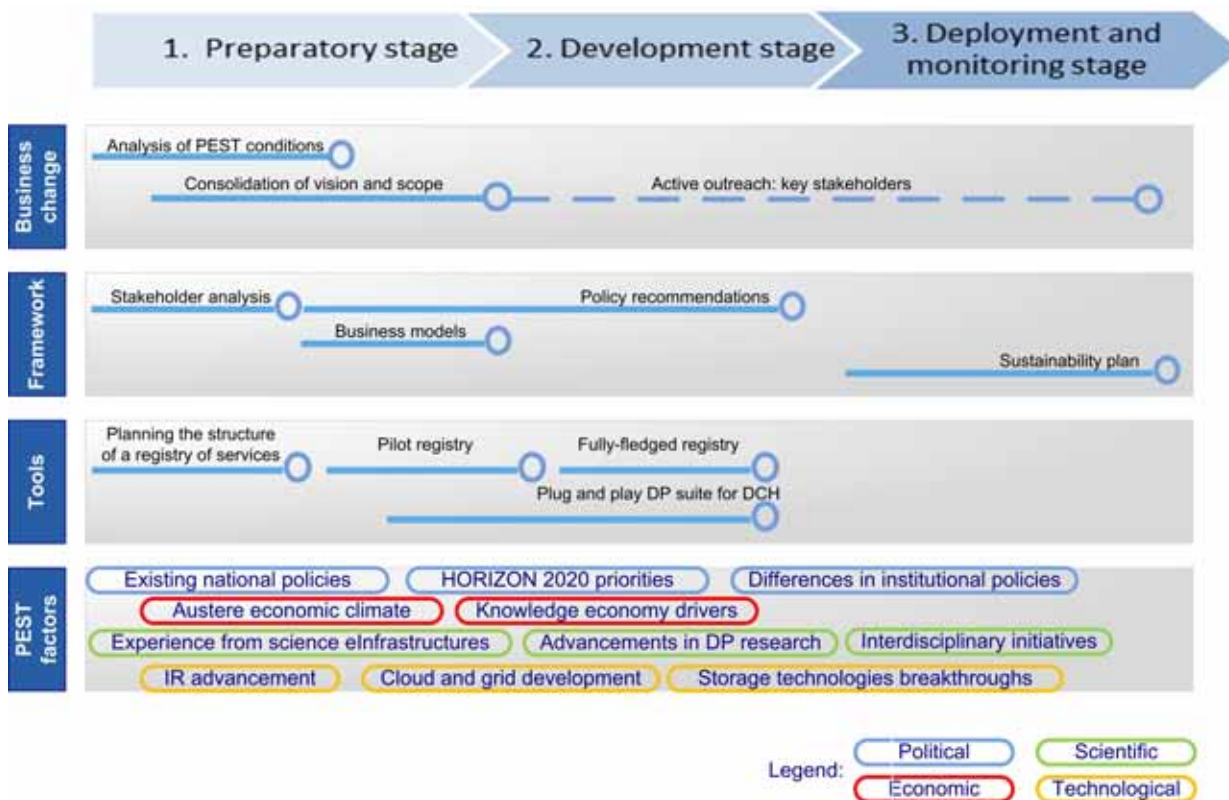 1. Preparatory stage
2. Development stage
3. Deployment and
monitoring stage
Business
change
Analysis of PEST conditions
Consolidation of vision and scope
Active outreach: key stakeholders
Framework
Stakeholder analysis
Policy recommendations
Business models
Sustainability plan
Tools
Planning the structure
of a registry of services
Pilot registry
Fully-fledged registry
Plug and play DP suite for DCH
PEST
factors
Existing national policies
HORIZON 2020 priorities
Differences in institutional policies
Austere economic climate
Knowledge economy drivers
Experience from science eInfrastructures
Advancements in DP research
Interdisciplinary initiatives
IR advancement
Cloud and grid development
Storage technologies breakthroughs
Legend:
Political
Scientific
Economic
Technological